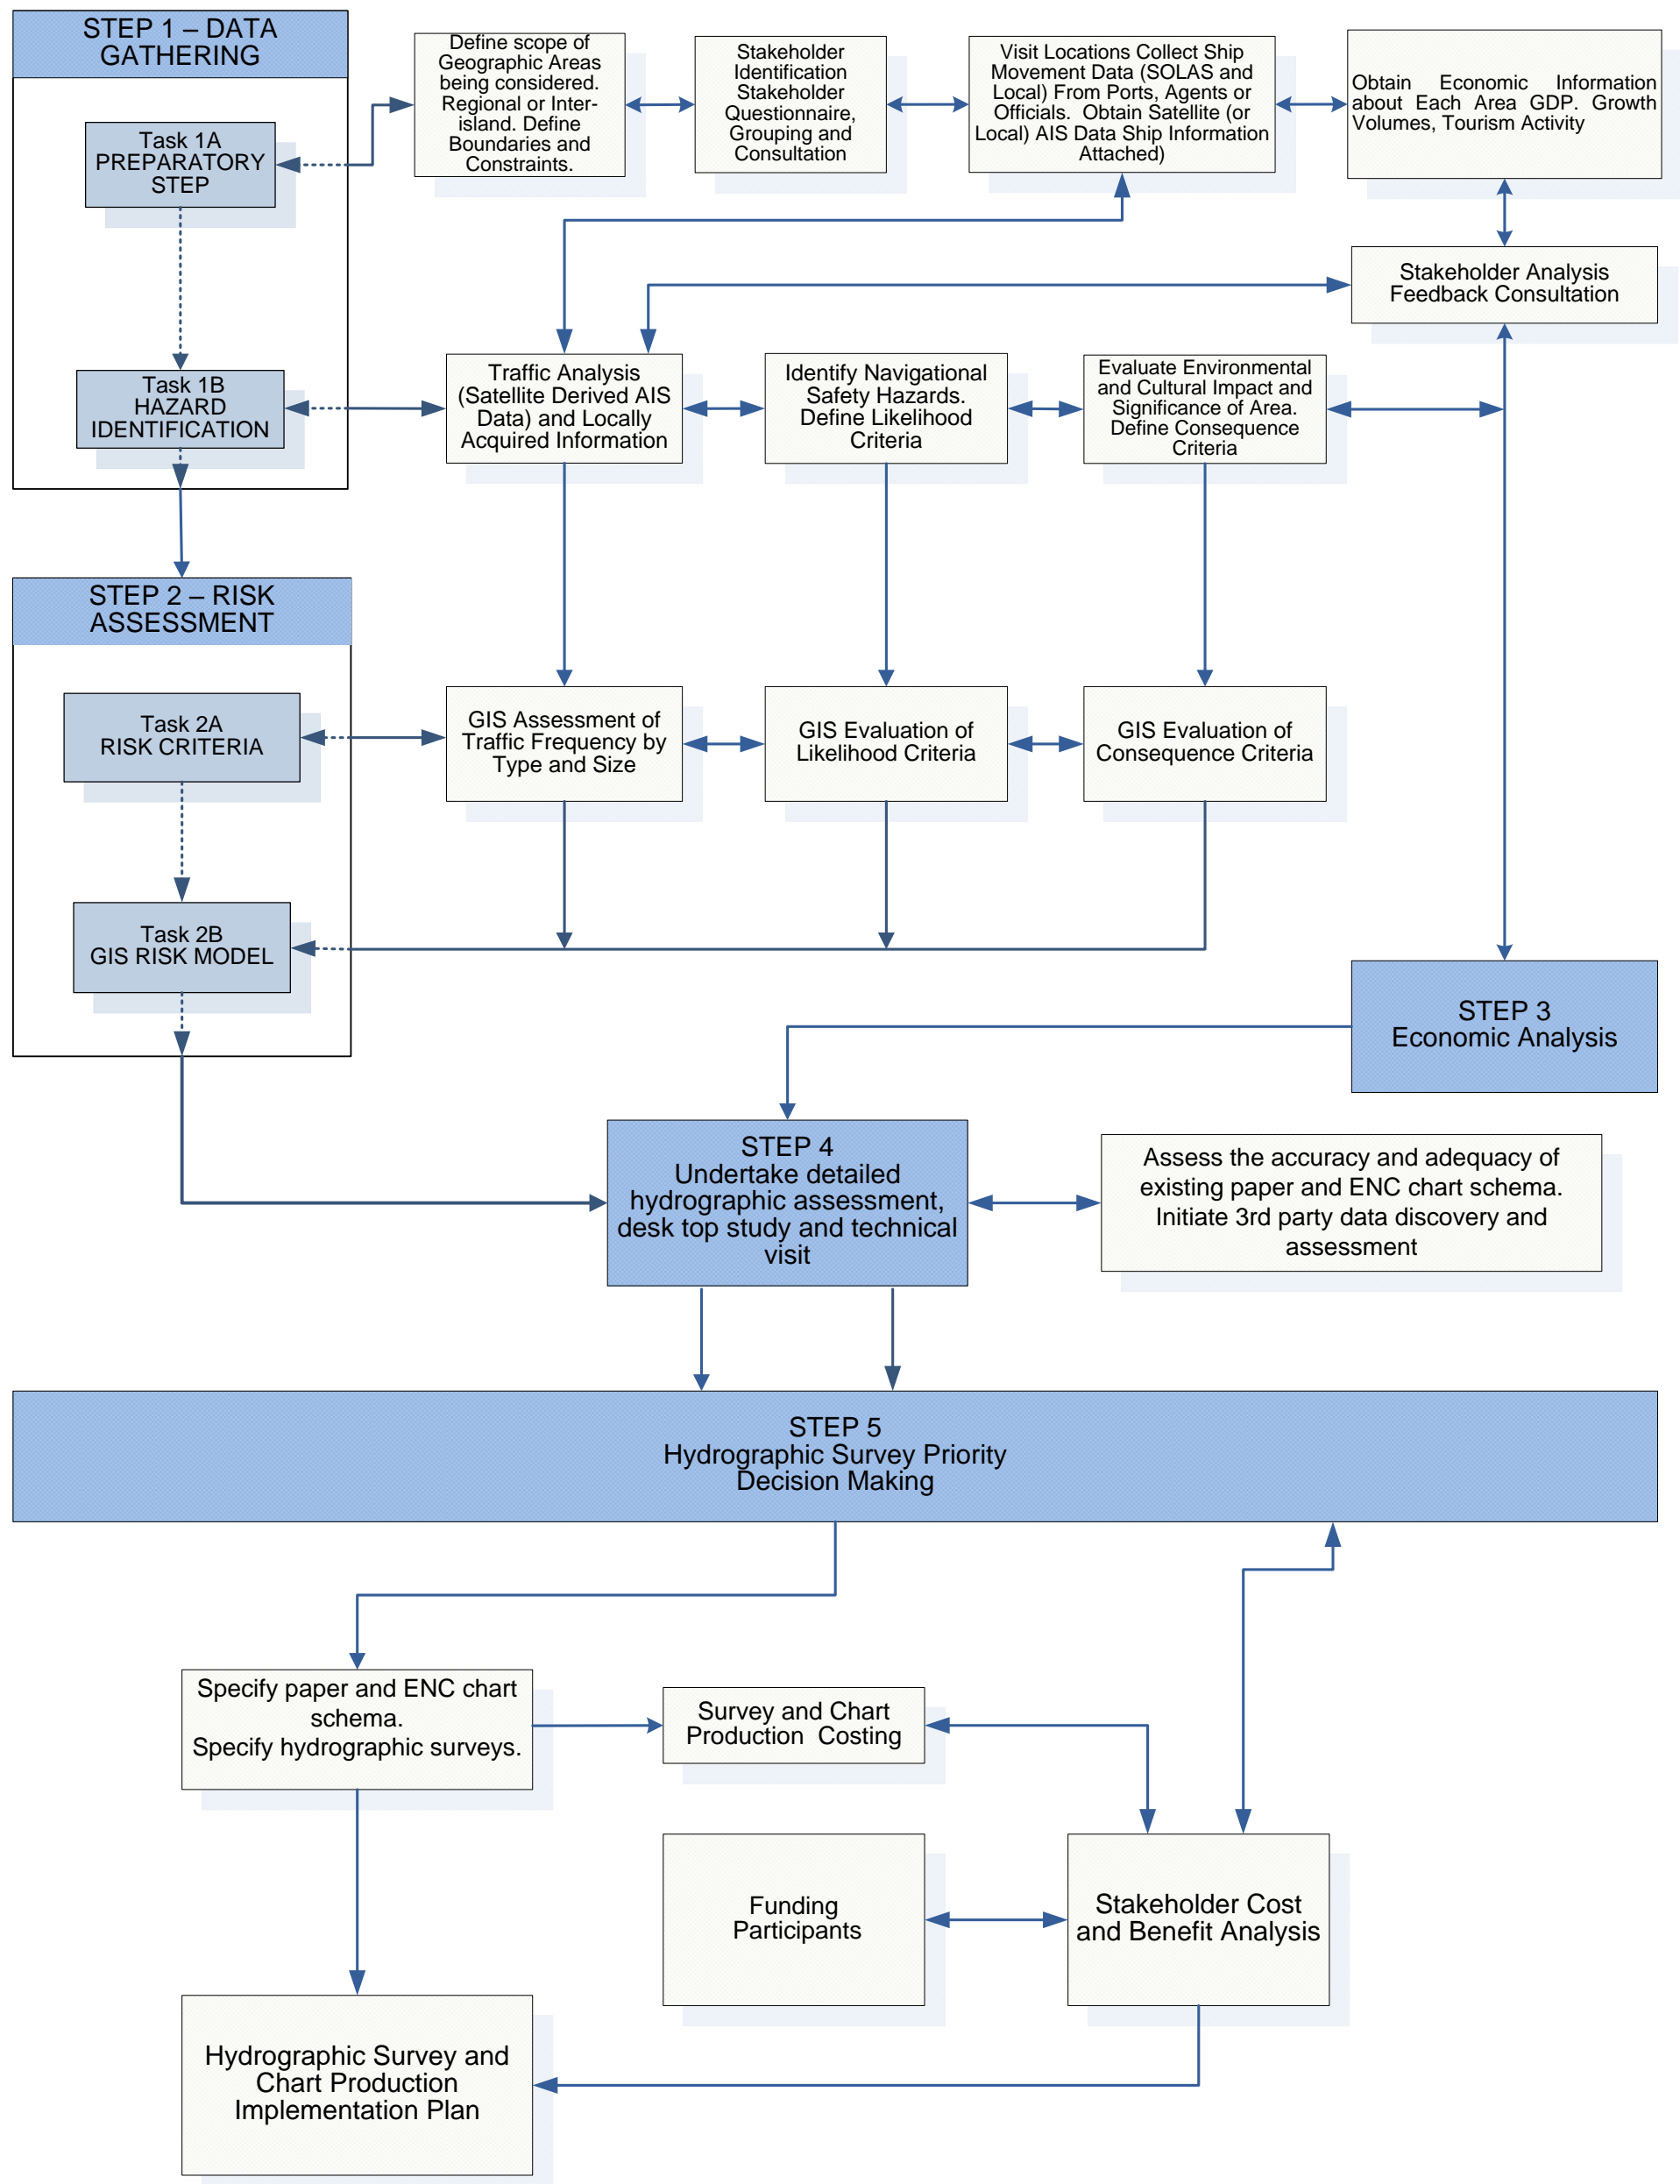 STEP 1 – DATA
GATHERING
Define scope of
Geographic Areas
being considered.
Regional or Inter-
island. Define
Boundaries and
Constraints.
Stakeholder
Identification
Stakeholder
Questionnaire,
Grouping and
Consultation
Visit Locations Collect Ship
Movement Data (SOLAS and
Local) From Ports, Agents or
Officials. Obtain Satellite (or
Local) AIS Data Ship Information
Attached)
Obtain Economic Information
about Each Area GDP. Growth
Volumes, Tourism Activity
Task 1A
PREPARATORY
STEP
Stakeholder Analysis
Feedback Consultation
Task 1B
HAZARD
IDENTIFICATION
Traffic Analysis
(Satellite Derived AIS
Data) and Locally
Acquired Information
Identify Navigational
Safety Hazards.
Define Likelihood
Criteria
Evaluate Environmental
and Cultural Impact and
Significance of Area.
Define Consequence
Criteria
STEP 2 – RISK
ASSESSMENT
Task 2A
RISK CRITERIA
GIS Assessment of
Traffic Frequency by
Type and Size
GIS Evaluation of
Likelihood Criteria
GIS Evaluation of
Consequence Criteria
Task 2B
GIS RISK MODEL
STEP 3
Economic Analysis
STEP 4
Undertake detailed
hydrographic assessment,
desk top study and technical
visit
Assess the accuracy and adequacy of
existing paper and ENC chart schema.
Initiate 3rd party data discovery and
assessment
STEP 5
Hydrographic Survey Priority
Decision Making
Specify paper and ENC chart
schema.
Specify hydrographic surveys.
Survey and Chart
Production Costing
Funding
Participants
Stakeholder Cost
and Benefit Analysis
Hydrographic Survey and
Chart Production
Implementation Plan